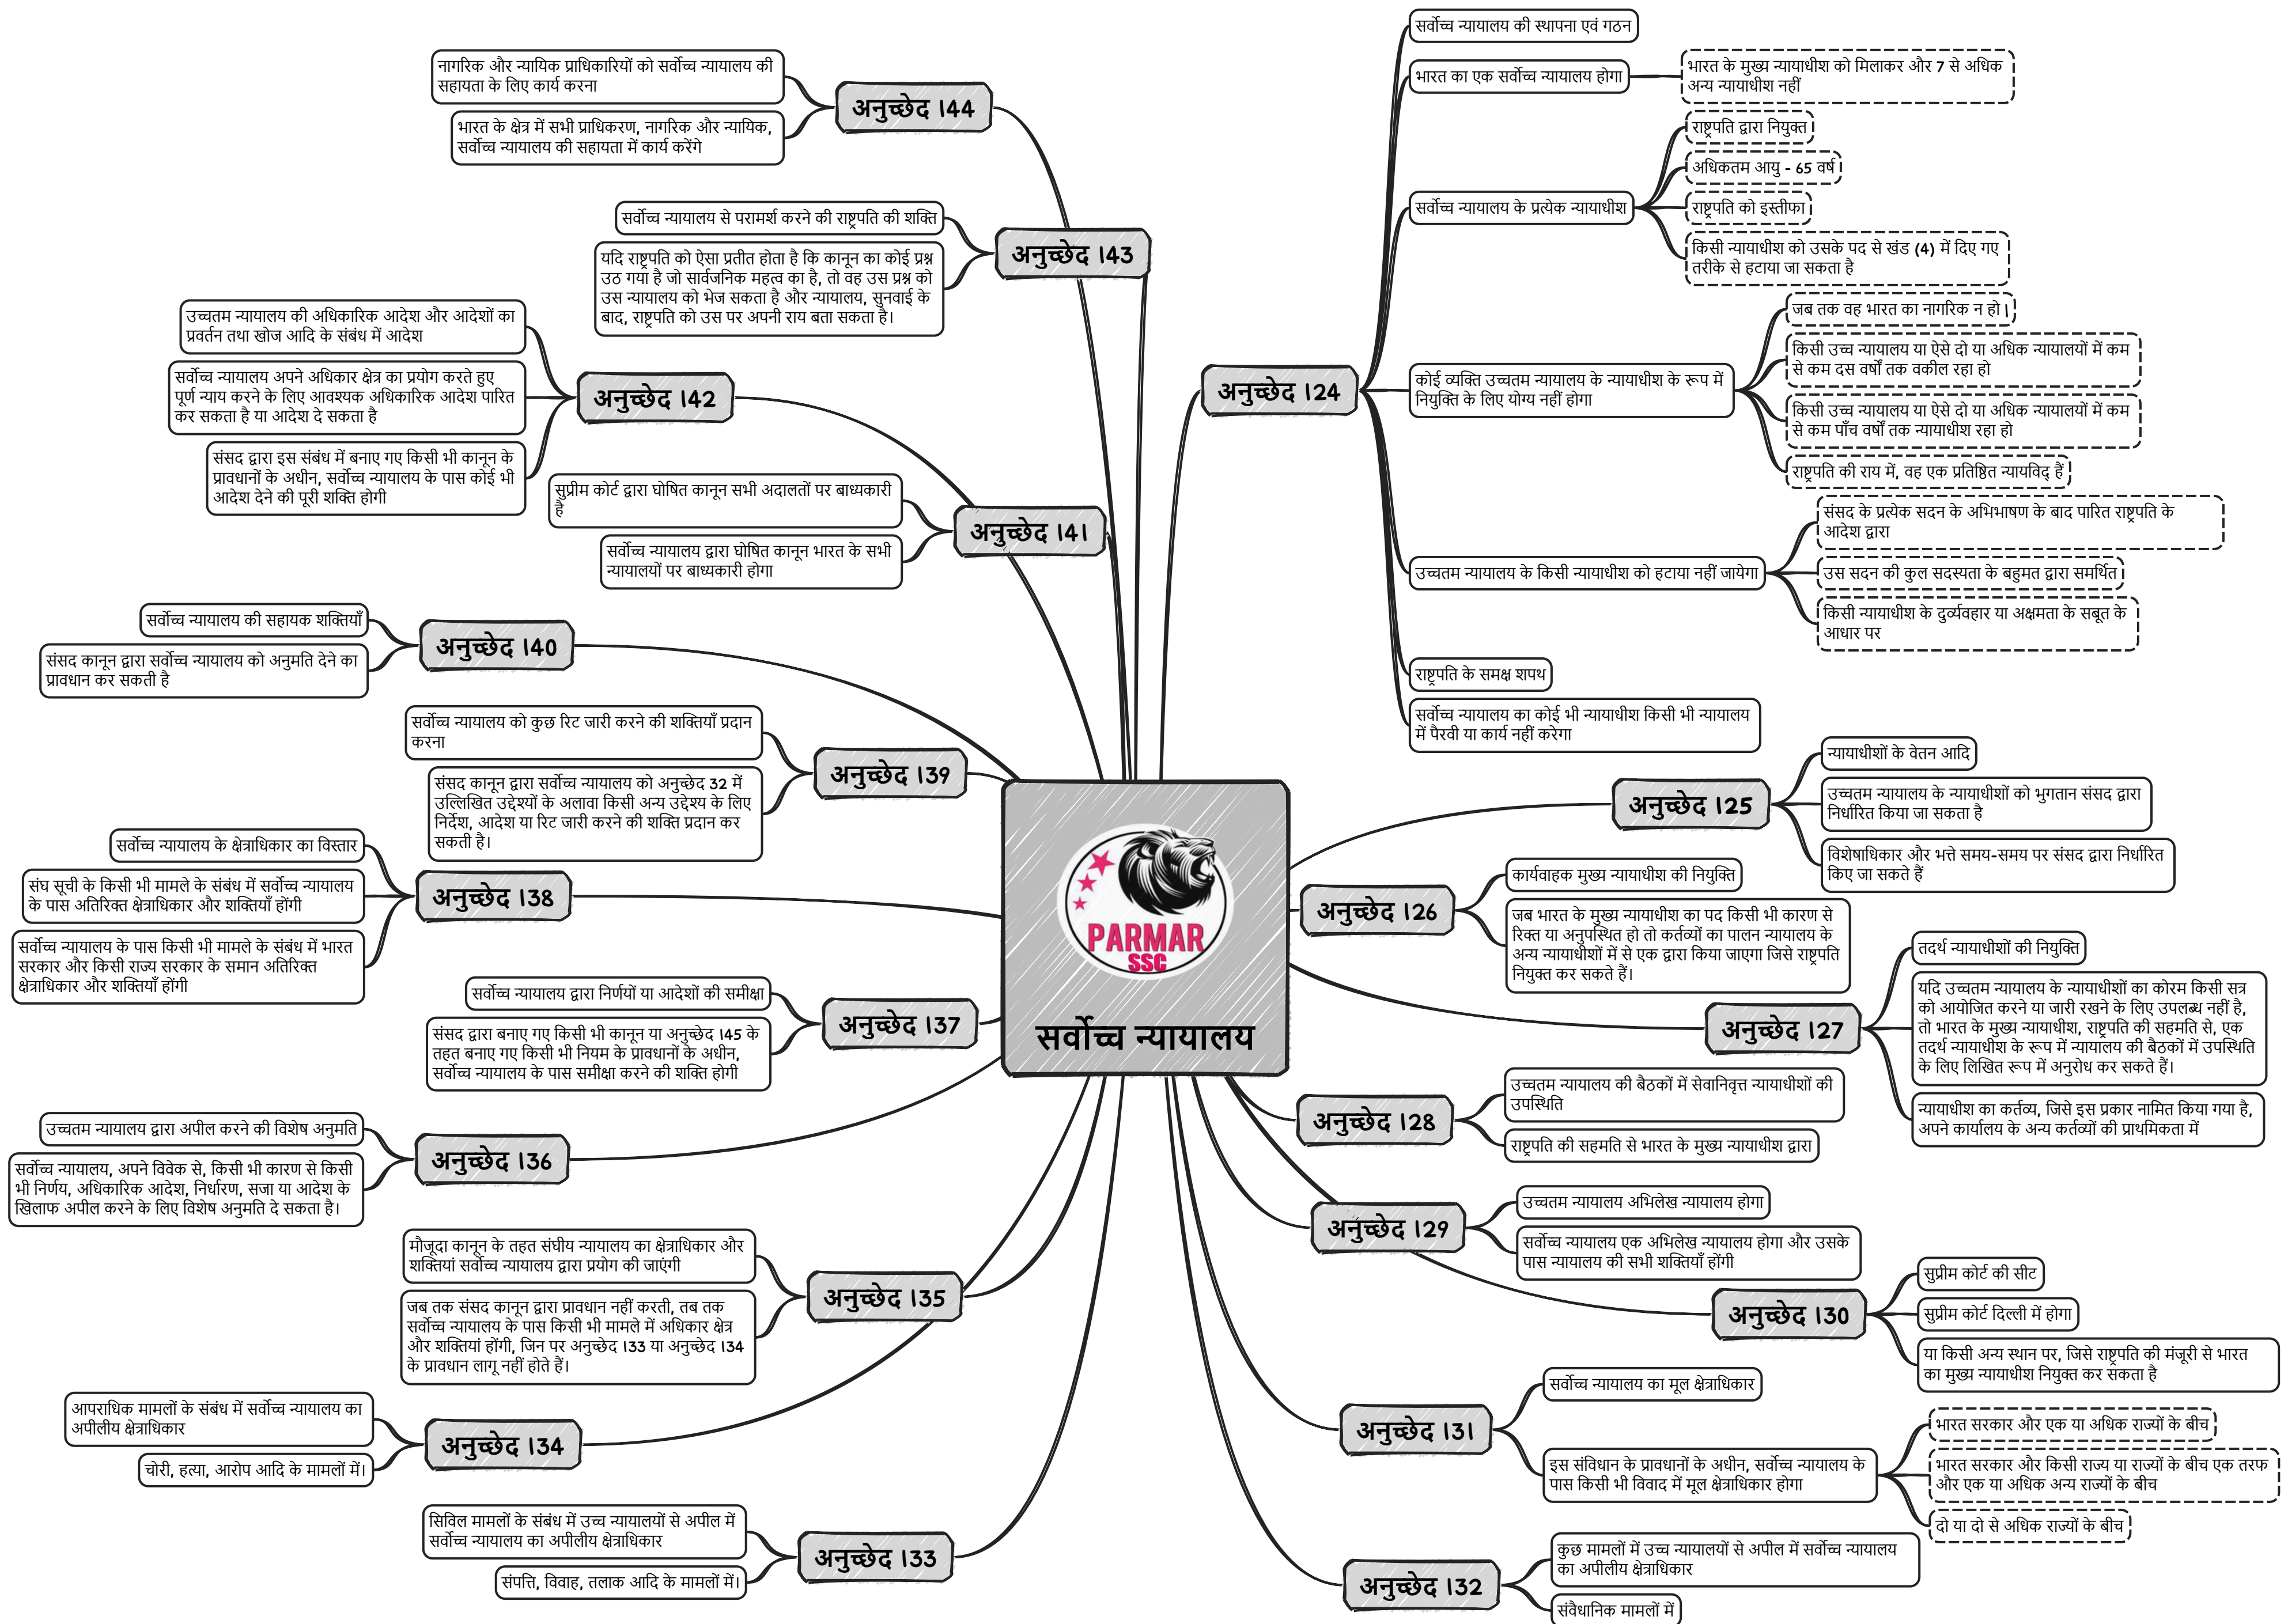 सर्वोच्च न्यायालय
PARMAR
SSC
अनुच्छेद 124
सर्वोच्च न्यायालय की स्थापना एवं गठन
भारत का एक सर्वोच्च न्यायालय होगा
भारत के मुख्य न्यायाधीश को मिलाकर और 7 से अधिक
अन्य न्यायाधीश नहीं
सर्वोच्च न्यायालय के प्रत्येक न्यायाधीश
राष्ट्रपति द्वारा नियुक्त
अधिकतम आयु - 65 वर्ष
राष्ट्रपति को इस्तीफा
किसी न्यायाधीश को उसके पद से खंड (4) में दिए गए
तरीके से हटाया जा सकता है
कोई व्यक्ति उच्चतम न्यायालय के न्यायाधीश के रूप में
नियुक्ति के लिए योग्य नहीं होगा
जब तक वह भारत का नागरिक न हो |
किसी उच्च न्यायालय या ऐसे दो या अधिक न्यायालयों में कम
से कम दस वर्षों तक वकील रहा हो
किसी उच्च न्यायालय या ऐसे दो या अधिक न्यायालयों में कम
से कम पाँच वर्षों तक न्यायाधीश रहा हो
राष्ट्रपति की राय में, वह एक प्रतिष्ठित न्यायविद् हैं
उच्चतम न्यायालय के किसी न्यायाधीश को हटाया नहीं जायेगा
संसद के प्रत्येक सदन के अभिभाषण के बाद पारित राष्ट्रपति के
आदेश द्वारा
उस सदन की कुल सदस्यता के बहुमत द्वारा समर्थित
किसी न्यायाधीश के दुर्व्यवहार या अक्षमता के सबूत के
आधार पर
राष्ट्रपति के समक्ष शपथ
सर्वोच्च न्यायालय का कोई भी न्यायाधीश किसी भी न्यायालय
में पैरवी या कार्य नहीं करेगा
अनुच्छेद 125
न्यायाधीशों के वेतन आदि
उच्चतम न्यायालय के न्यायाधीशों को भुगतान संसद द्वारा
निर्धारित किया जा सकता है
विशेषाधिकार और भत्ते समय-समय पर संसद द्वारा निर्धारित
किए जा सकते हैं
अनुच्छेद 126
कार्यवाहक मुख्य न्यायाधीश की नियुक्ति
जब भारत के मुख्य न्यायाधीश का पद किसी भी कारण से
रिक्त या अनुपस्थित हो तो कर्तव्यों का पालन न्यायालय के
अन्य न्यायाधीशों में से एक द्वारा किया जाएगा जिसे राष्ट्रपति
नियुक्त कर सकते हैं।
अनुच्छेद 127
तदर्थ न्यायाधीशों की नियुक्ति
यदि उच्चतम न्यायालय के न्यायाधीशों का कोरम किसी सत्र
को आयोजित करने या जारी रखने के लिए उपलब्ध नहीं है,
तो भारत के मुख्य न्यायाधीश, राष्ट्रपति की सहमति से, एक
तदर्थ न्यायाधीश के रूप में न्यायालय की बैठकों में उपस्थिति
के लिए लिखित रूप में अनुरोध कर सकते हैं।
न्यायाधीश का कर्तव्य, जिसे इस प्रकार नामित किया गया है,
अपने कार्यालय के अन्य कर्तव्यों की प्राथमिकता में
अनुच्छेद 128
उच्चतम न्यायालय की बैठकों में सेवानिवृत्त न्यायाधीशों की
उपस्थिति
राष्ट्रपति की सहमति से भारत के मुख्य न्यायाधीश द्वारा
अनुच्छेद 129
उच्चतम न्यायालय अभिलेख न्यायालय होगा
सर्वोच्च न्यायालय एक अभिलेख न्यायालय होगा और उसके
पास न्यायालय की सभी शक्तियाँ होंगी
अनुच्छेद 130
सुप्रीम कोर्ट की सीट
सुप्रीम कोर्ट दिल्ली में होगा
या किसी अन्य स्थान पर, जिसे राष्ट्रपति की मंजूरी से भारत
का मुख्य न्यायाधीश नियुक्त कर सकता है
अनुच्छेद 131
सर्वोच्च न्यायालय का मूल क्षेत्राधिकार
इस संविधान के प्रावधानों के अधीन, सर्वोच्च न्यायालय के
पास किसी भी विवाद में मूल क्षेत्राधिकार होगा
भारत सरकार और एक या अधिक राज्यों के बीच
भारत सरकार और किसी राज्य या राज्यों के बीच एक तरफ
और एक या अधिक अन्य राज्यों के बीच
दो या दो से अधिक राज्यों के बीच
अनुच्छेद 132
कुछ मामलों में उच्च न्यायालयों से अपील में सर्वोच्च न्यायालय
का अपीलीय क्षेत्राधिकार
संवैधानिक मामलों में
अनुच्छेद 133
सिविल मामलों के संबंध में उच्च न्यायालयों से अपील में
सर्वोच्च न्यायालय का अपीलीय क्षेत्राधिकार
संपत्ति, विवाह, तलाक आदि के मामलों में।
अनुच्छेद 134
आपराधिक मामलों के संबंध में सर्वोच्च न्यायालय का
अपीलीय क्षेत्राधिकार
चोरी, हत्या, आरोप आदि के मामलों में।
अनुच्छेद 135
मौजूदा कानून के तहत संघीय न्यायालय का क्षेत्राधिकार और
शक्तियां सर्वोच्च न्यायालय द्वारा प्रयोग की जाएंगी
जब तक संसद कानून द्वारा प्रावधान नहीं करती, तब तक
सर्वोच्च न्यायालय के पास किसी भी मामले में अधिकार क्षेत्र
और शक्तियां होंगी, जिन पर अनुच्छेद 133 या अनुच्छेद 134
के प्रावधान लागू नहीं होते हैं।
अनुच्छेद 136
उच्चतम न्यायालय द्वारा अपील करने की विशेष अनुमति
सर्वोच्च न्यायालय, अपने विवेक से, किसी भी कारण से किसी
भी निर्णय, अधिकारिक आदेश, निर्धारण, सजा या आदेश के
खिलाफ अपील करने के लिए विशेष अनुमति दे सकता है।
अनुच्छेद 137
सर्वोच्च न्यायालय द्वारा निर्णयों या आदेशों की समीक्षा
संसद द्वारा बनाए गए किसी भी कानून या अनुच्छेद 145 के
तहत बनाए गए किसी भी नियम के प्रावधानों के अधीन,
सर्वोच्च न्यायालय के पास समीक्षा करने की शक्ति होगी
अनुच्छेद 138
सर्वोच्च न्यायालय के क्षेत्राधिकार का विस्तार
संघ सूची के किसी भी मामले के संबंध में सर्वोच्च न्यायालय
के पास अतिरिक्त क्षेत्राधिकार और शक्तियाँ होंगी
सर्वोच्च न्यायालय के पास किसी भी मामले के संबंध में भारत
सरकार और किसी राज्य सरकार के समान अतिरिक्त
क्षेत्राधिकार और शक्तियाँ होंगी
अनुच्छेद 139
सर्वोच्च न्यायालय को कुछ रिट जारी करने की शक्तियाँ प्रदान
करना
संसद कानून द्वारा सर्वोच्च न्यायालय को अनुच्छेद 32 में
उल्लिखित उद्देश्यों के अलावा किसी अन्य उद्देश्य के लिए
निर्देश, आदेश या रिट जारी करने की शक्ति प्रदान कर
सकती है।
अनुच्छेद 140
सर्वोच्च न्यायालय की सहायक शक्तियाँ
संसद कानून द्वारा सर्वोच्च न्यायालय को अनुमति देने का
प्रावधान कर सकती है
अनुच्छेद 141
सुप्रीम कोर्ट द्वारा घोषित कानून सभी अदालतों पर बाध्यकारी
है
सर्वोच्च न्यायालय द्वारा घोषित कानून भारत के सभी
न्यायालयों पर बाध्यकारी होगा
अनुच्छेद 142
उच्चतम न्यायालय की अधिकारिक आदेश और आदेशों का
प्रवर्तन तथा खोज आदि के संबंध में आदेश
सर्वोच्च न्यायालय अपने अधिकार क्षेत्र का प्रयोग करते हुए
पूर्ण न्याय करने के लिए आवश्यक अधिकारिक आदेश पारित
कर सकता है या आदेश दे सकता है
संसद द्वारा इस संबंध में बनाए गए किसी भी कानून के
प्रावधानों के अधीन, सर्वोच्च न्यायालय के पास कोई भी
आदेश देने की पूरी शक्ति होगी
अनुच्छेद 143
सर्वोच्च न्यायालय से परामर्श करने की राष्ट्रपति की शक्ति
यदि राष्ट्रपति को ऐसा प्रतीत होता है कि कानून का कोई प्रश्न
उठ गया है जो सार्वजनिक महत्व का है, तो वह उस प्रश्न को
उस न्यायालय को भेज सकता है और न्यायालय, सुनवाई के
बाद, राष्ट्रपति को उस पर अपनी राय बता सकता है।
अनुच्छेद 144
नागरिक और न्यायिक प्राधिकारियों को सर्वोच्च न्यायालय की
सहायता के लिए कार्य करना
भारत के क्षेत्र में सभी प्राधिकरण, नागरिक और न्यायिक,
सर्वोच्च न्यायालय की सहायता में कार्य करेंगे